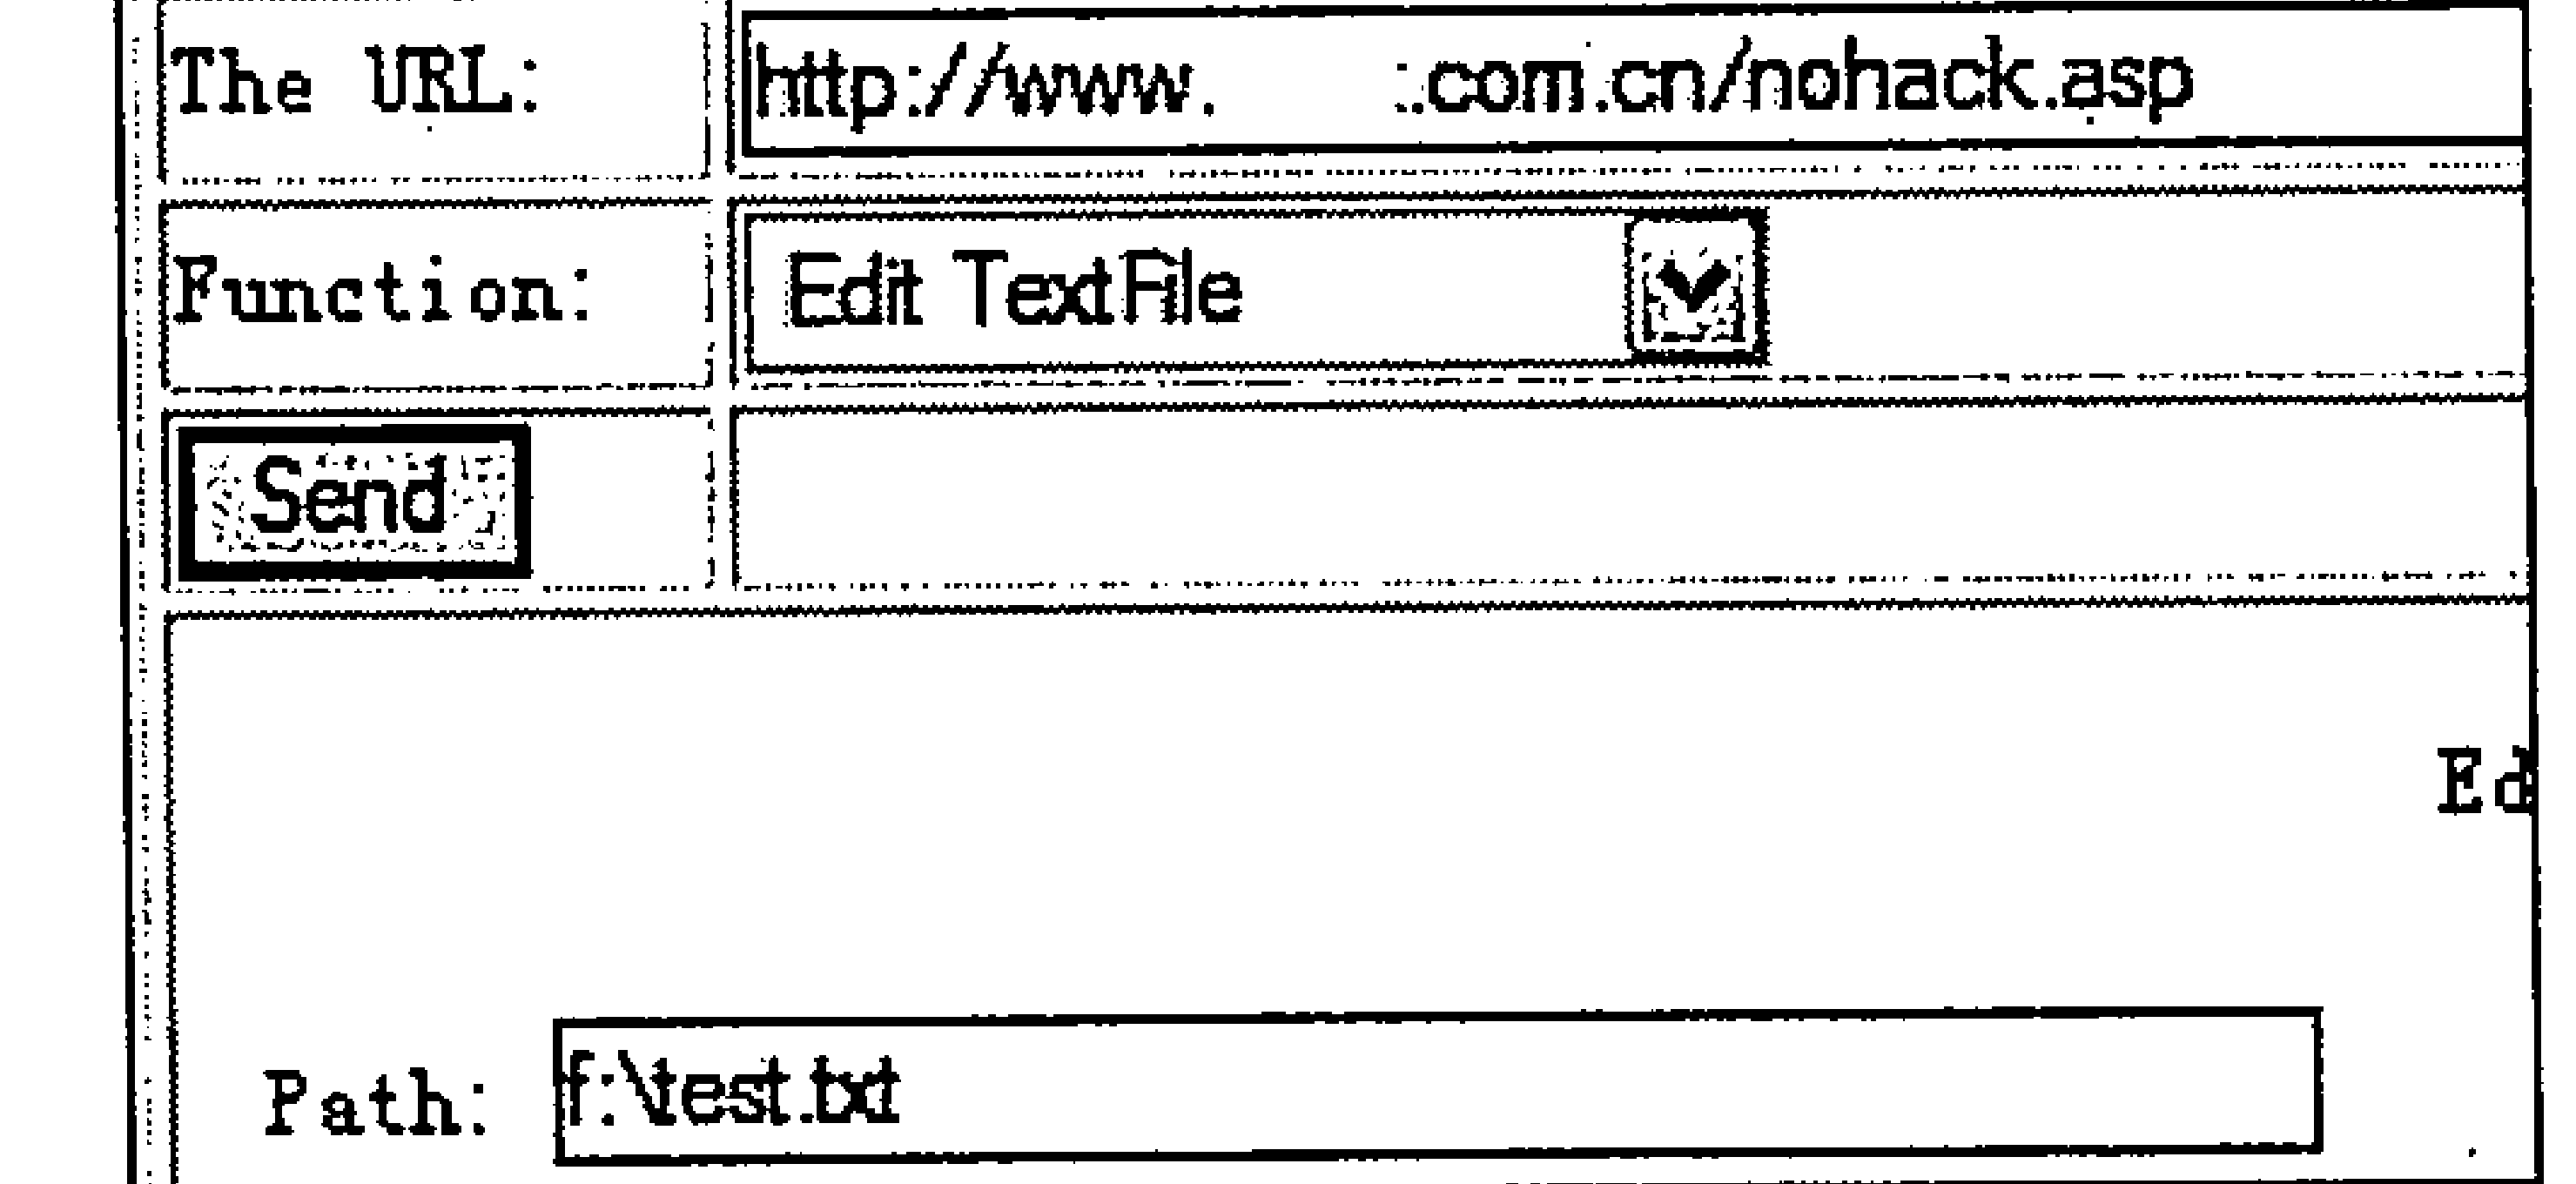 The URL: http://www. .com.cn/nohack.asp
Function: Edit TextFile
Send
Ed
Path: f:\test.txt